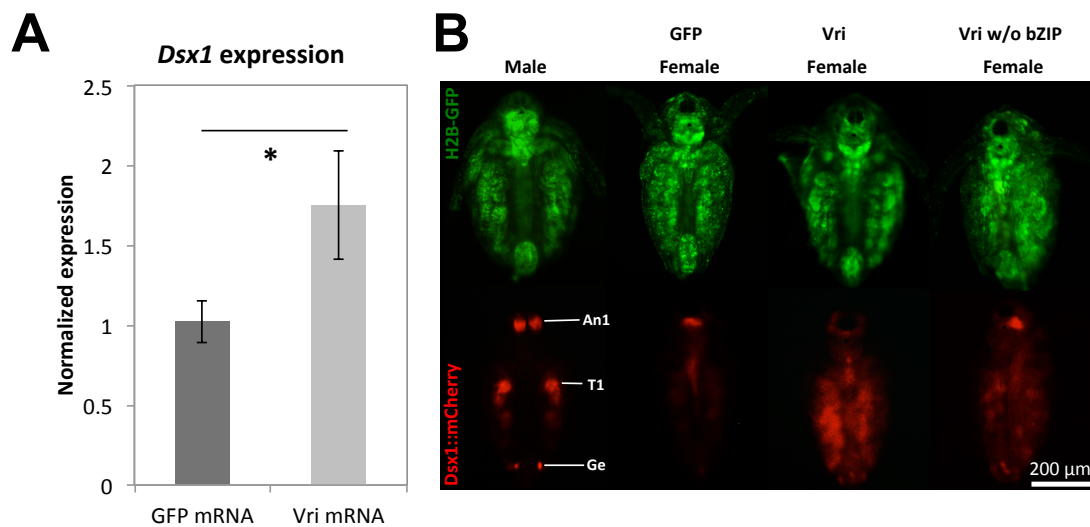 A
Dsx1 expression
Normalized expression
2.5
2
1.5
1
0.5
0
*
GFP mRNA
Vri mRNA
B
GFP
Vri
Vri w/o bZIP
Male
Female
Female
Female
H2B-GFP
Dsx1::mCherry
An1
T1
Ge
200 µm